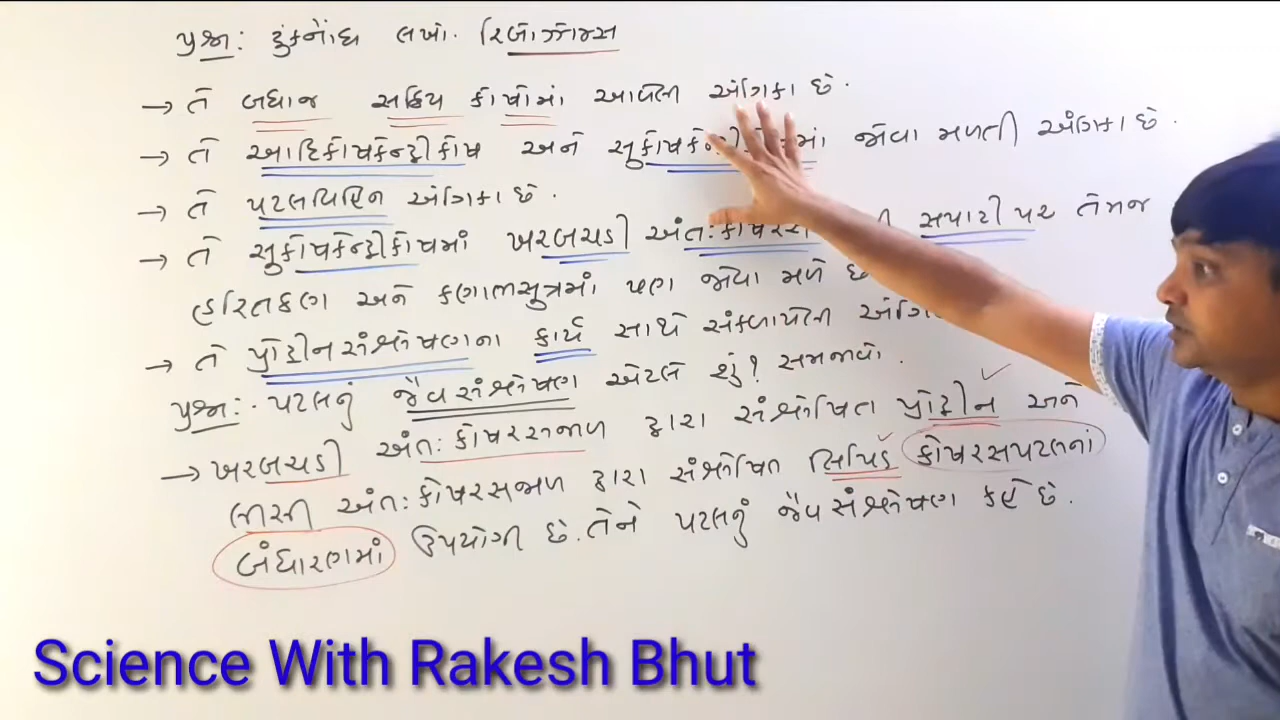 પ્રશ્ન: ટુંકનોંધ લખો. રિબોઝોમ્સ
→ તે બધાજ સક્રિય કોષોમાં આવેલી અંગિકા છે.
→ તે આદિકોષકેન્દ્રીકોષ અને સુકોષકેન્દ્રીકોષમાં જોવા મળતી અંગિકા છે.
→ તે પટલવિહિન અંગિકા છે.
→ તે સુકોષકેન્દ્રીકોષમાં ખરબચડી અંત:કોષરસ સપાટી પર તેમજ
હરિતકણ અને કણાભસુત્રમાં પણ જોવા મળે છે
→ તે પ્રોટીનસંશ્લેષણના કાર્ય સાથે સંકળાયેલી
પ્રશ્ન: પટલનું જૈવસંશ્લેષણ એટલે શું? સમજાવો.
→ ખરબચડી અંત:કોષરસજાળ દ્વારા સંશ્લેષિત પ્રોટીન અને
લીસી અંત:કોષરસજાળ દ્વારા સંશ્લેષિત લિપિડ કોષરસપટલનાં
બંધારણમાં ઉપયોગી છે. તેને પટલનું જૈવસંશ્લેષણ કહે છે.
Science With Rakesh Bhut